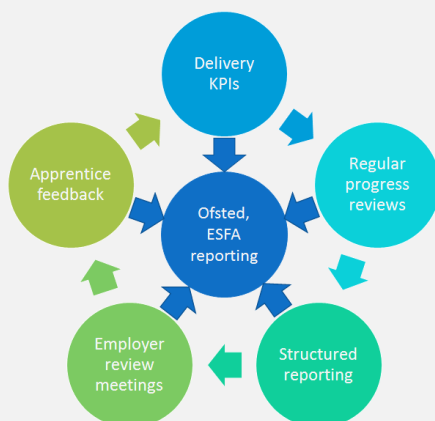 Delivery
KPIs
Regular
progress
reviews
Structured
reporting
Employer
review
meetings
Apprentice
feedback
Ofsted,
ESFA
reporting